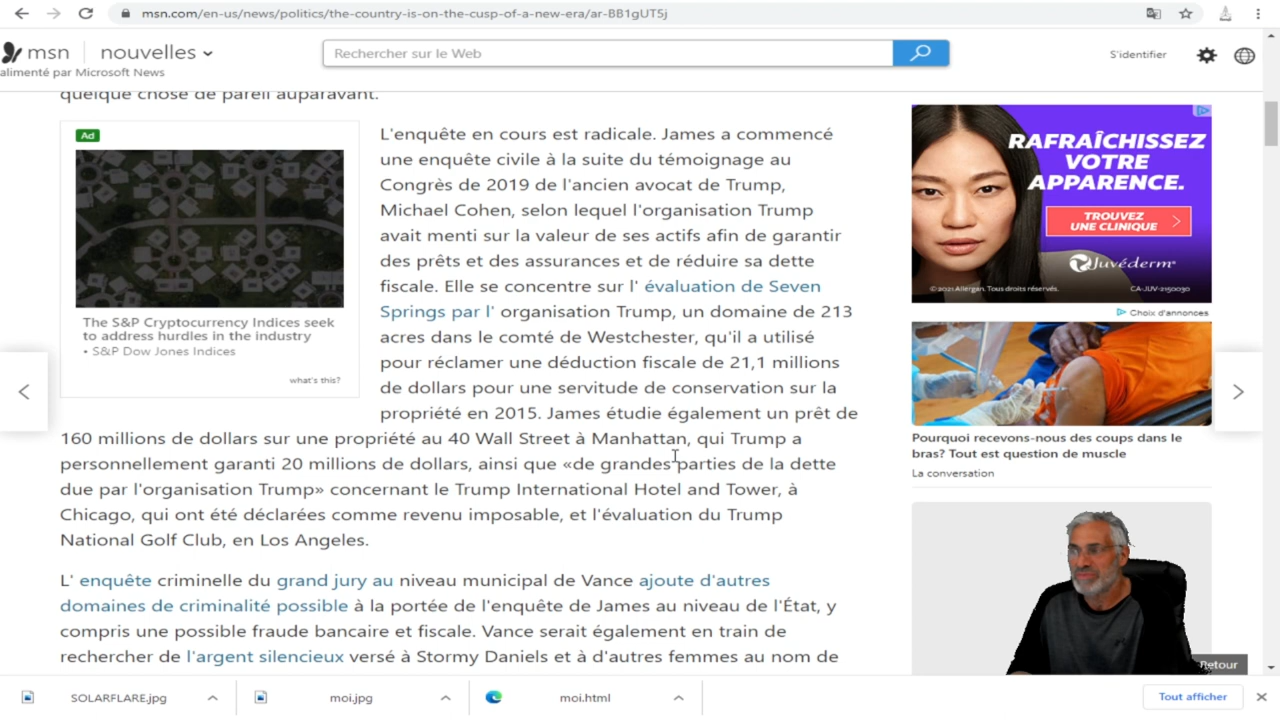 msn.com/en-us/news/politics/the-country-is-on-the-cusp-of-a-new-era/ar-BB1gUT5j
msn
nouvelles
Rechercher sur le Web
S'identifier
alimenté par Microsoft News
quelque chose de pareil auparavant.
Ad
The S&P Cryptocurrency Indices seek
to address hurdles in the industry
• S&P Dow Jones Indices
what's this?
L'enquête en cours est radicale. James a commencé
une enquête civile à la suite du témoignage au
Congrès de 2019 de l'ancien avocat de Trump,
Michael Cohen, selon lequel l'organisation Trump
avait menti sur la valeur de ses actifs afin de garantir
des prêts et des assurances et de réduire sa dette
fiscale. Elle se concentre sur l' évaluation de Seven
Springs par l' organisation Trump, un domaine de 213
acres dans le comté de Westchester, qu'il a utilisé
pour réclamer une déduction fiscale de 21,1 millions
de dollars pour une servitude de conservation sur la
propriété en 2015. James étudie également un prêt de
160 millions de dollars sur une propriété au 40 Wall Street à Manhattan, qui Trump a
personnellement garanti 20 millions de dollars, ainsi que «de grandes parties de la dette
due par l'organisation Trump» concernant le Trump International Hotel and Tower, à
Chicago, qui ont été déclarées comme revenu imposable, et l'évaluation du Trump
National Golf Club, en Los Angeles.
L' enquête criminelle du grand jury au niveau municipal de Vance ajoute d'autres
domaines de criminalité possible à la portée de l'enquête de James au niveau de l'État, y
compris une possible fraude bancaire et fiscale. Vance serait également en train de
rechercher de l'argent silencieux versé à Stormy Daniels et à d'autres femmes au nom de
RAFRAÎCHISSEZ
VOTRE
APPARENCE.
TROUVEZ
UNE CLINIQUE
Juvéderm
© 2021 Allergan. Tous droits réservés.
CA-JUV-2150030
Choix d'annonces
Pourquoi recevons-nous des coups dans le
bras? Tout est question de muscle
La conversation
Retour
SOLARFLARE.jpg
moi.jpg
moi.html
Tout afficher